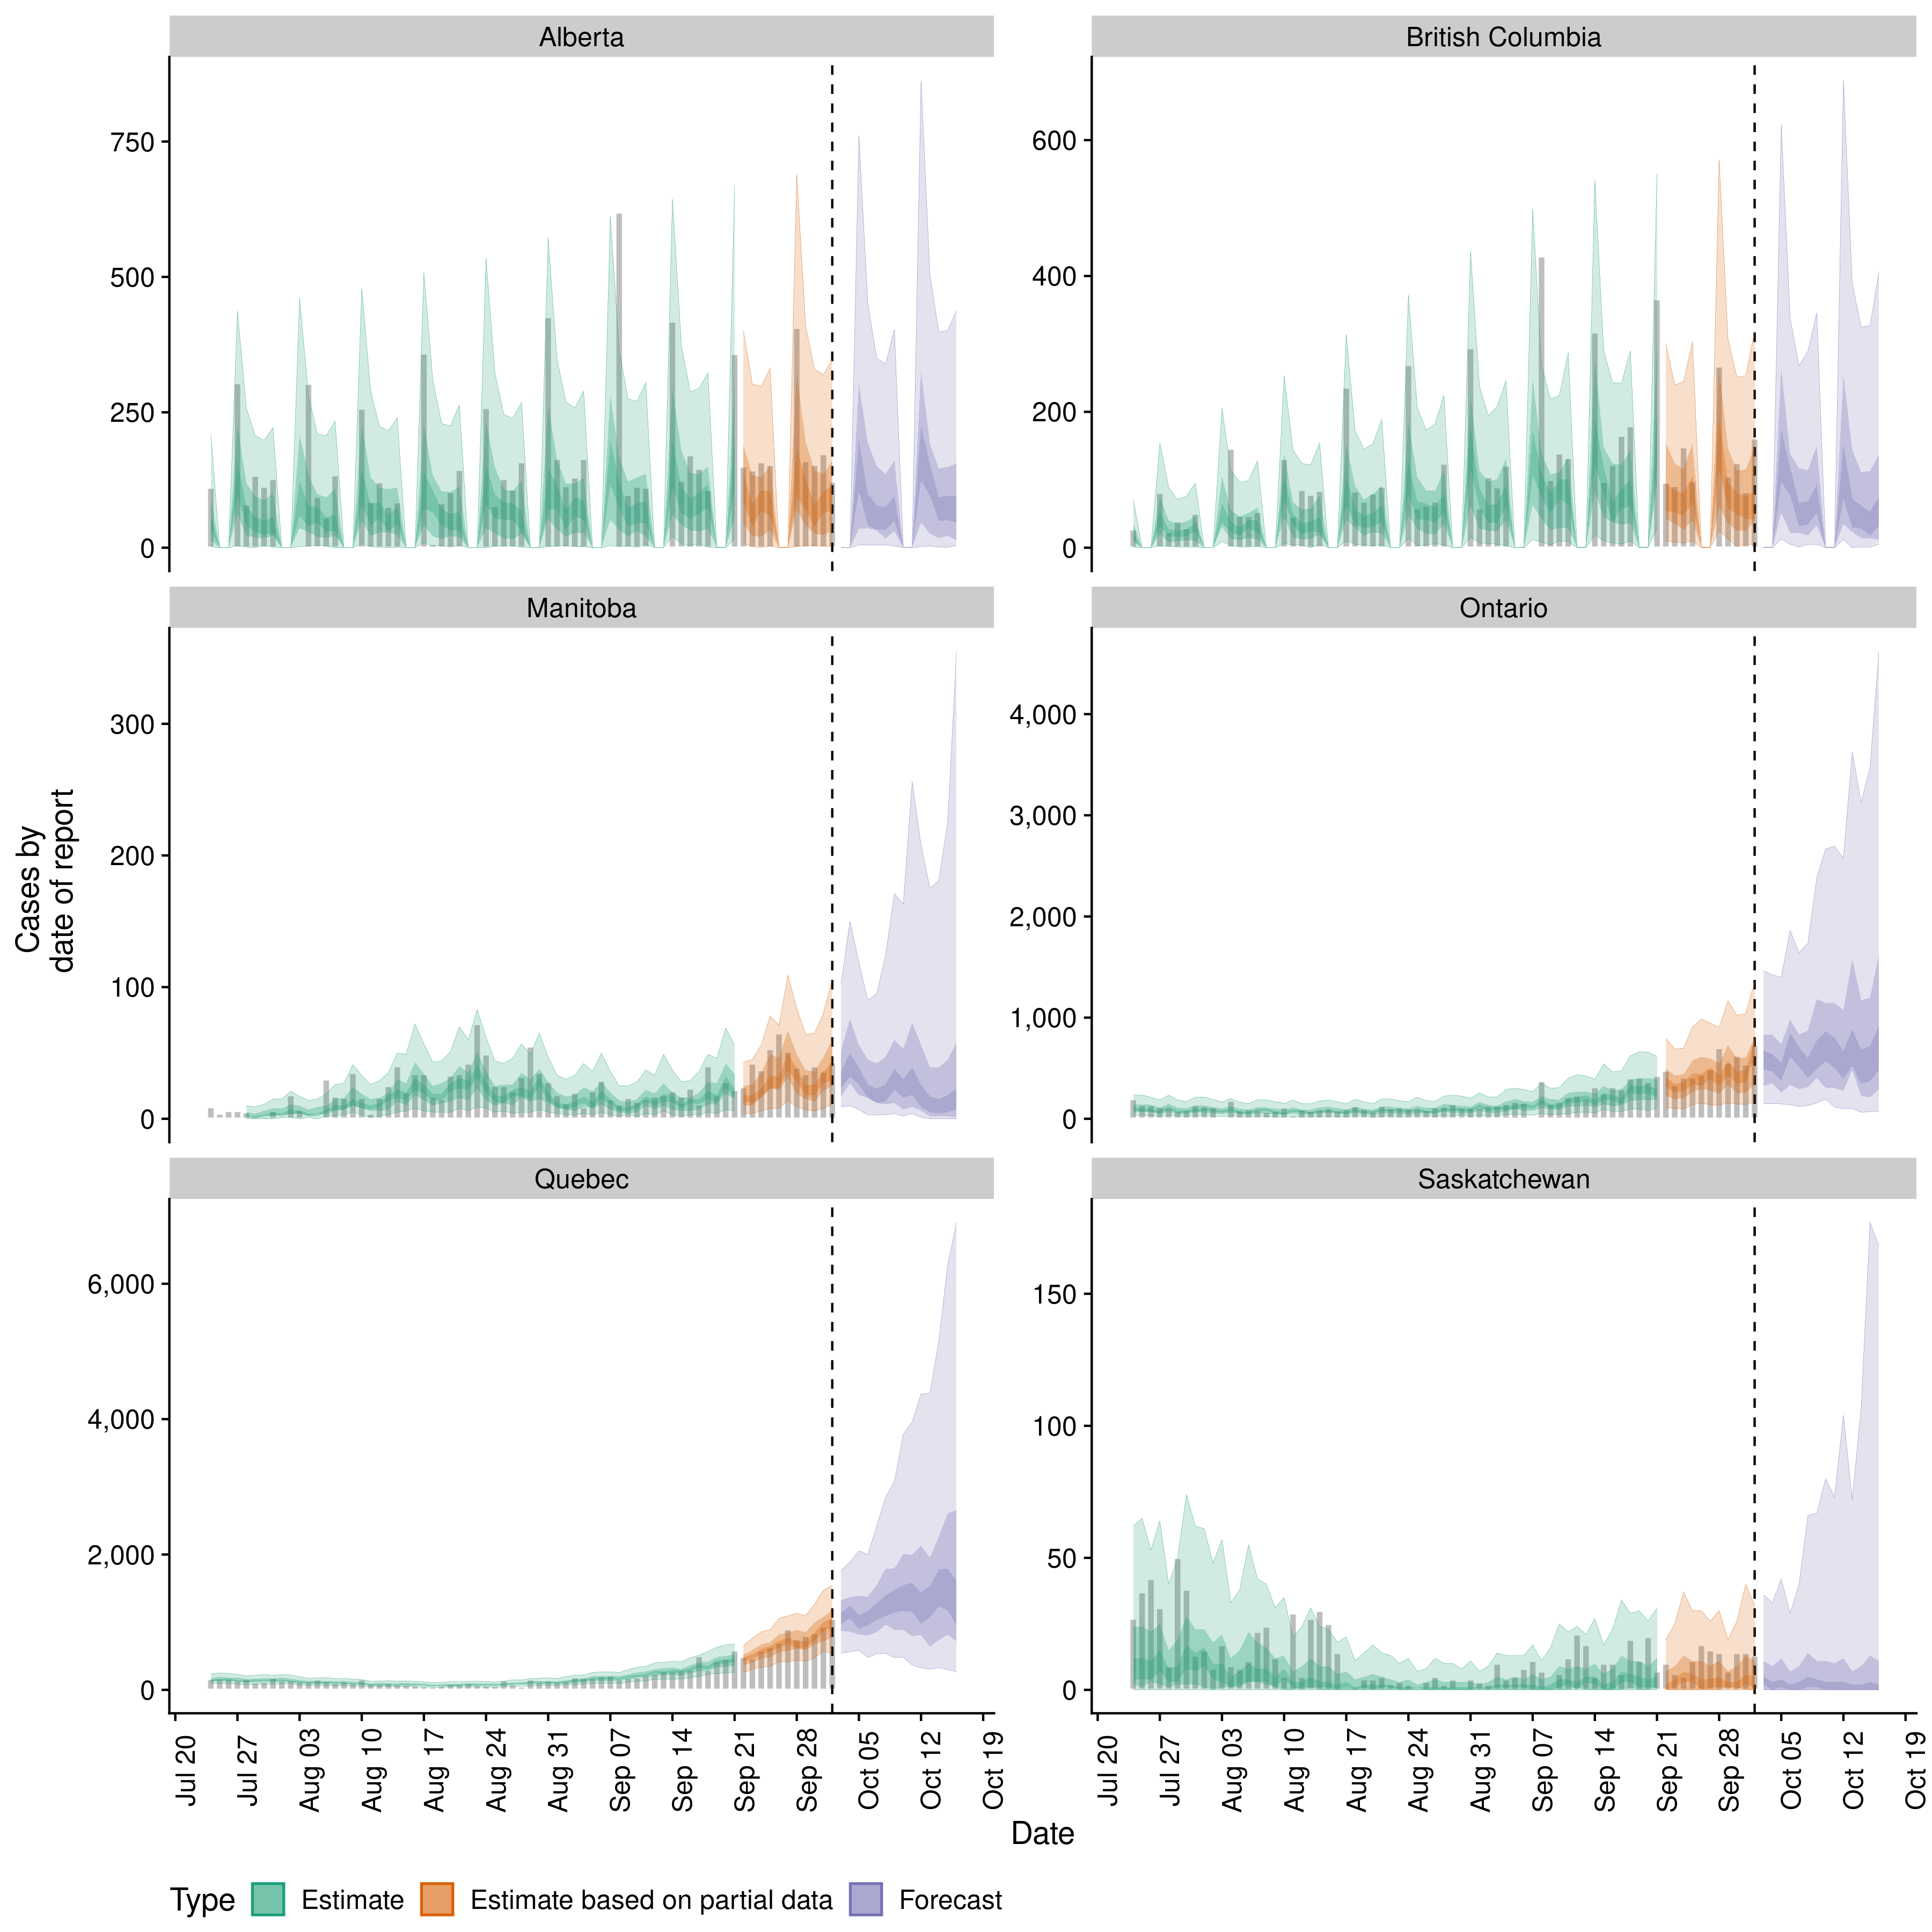 Alberta
British Columbia
750
500
250
0
600
400
200
0
Manitoba
Ontario
Cases by
date of report
300
200
100
0
4,000
3,000
2,000
1,000
0
Quebec
Saskatchewan
6,000
4,000
2,000
0
150
100
50
0
Jul 20
Jul 27
Aug 03
Aug 10
Aug 17
Aug 24
Aug 31
Sep 07
Sep 14
Sep 21
Sep 28
Oct 05
Oct 12
Oct 19
Jul 20
Jul 27
Aug 03
Aug 10
Aug 17
Aug 24
Aug 31
Sep 07
Sep 14
Sep 21
Sep 28
Oct 05
Oct 12
Oct 19
Date
Type Estimate Estimate based on partial data Forecast